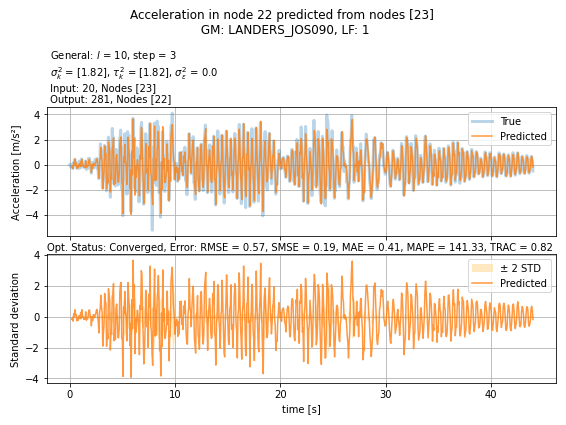 Acceleration in node 22 predicted from nodes [23]
GM: LANDERS_JOS090, LF: 1
General: l = 10, step = 3
σ²ₖ = [1.82], τ²ₖ = [1.82], σ²ₑ = 0.0
Input: 20, Nodes [23]
Output: 281, Nodes [22]
4
2
0
−2
−4
Acceleration [m/s²]
True
Predicted
Opt. Status: Converged, Error: RMSE = 0.57, SMSE = 0.19, MAE = 0.41, MAPE = 141.33, TRAC = 0.82
4
2
0
−2
−4
Standard deviation
± 2 STD
Predicted
0
10
20
30
40
time [s]